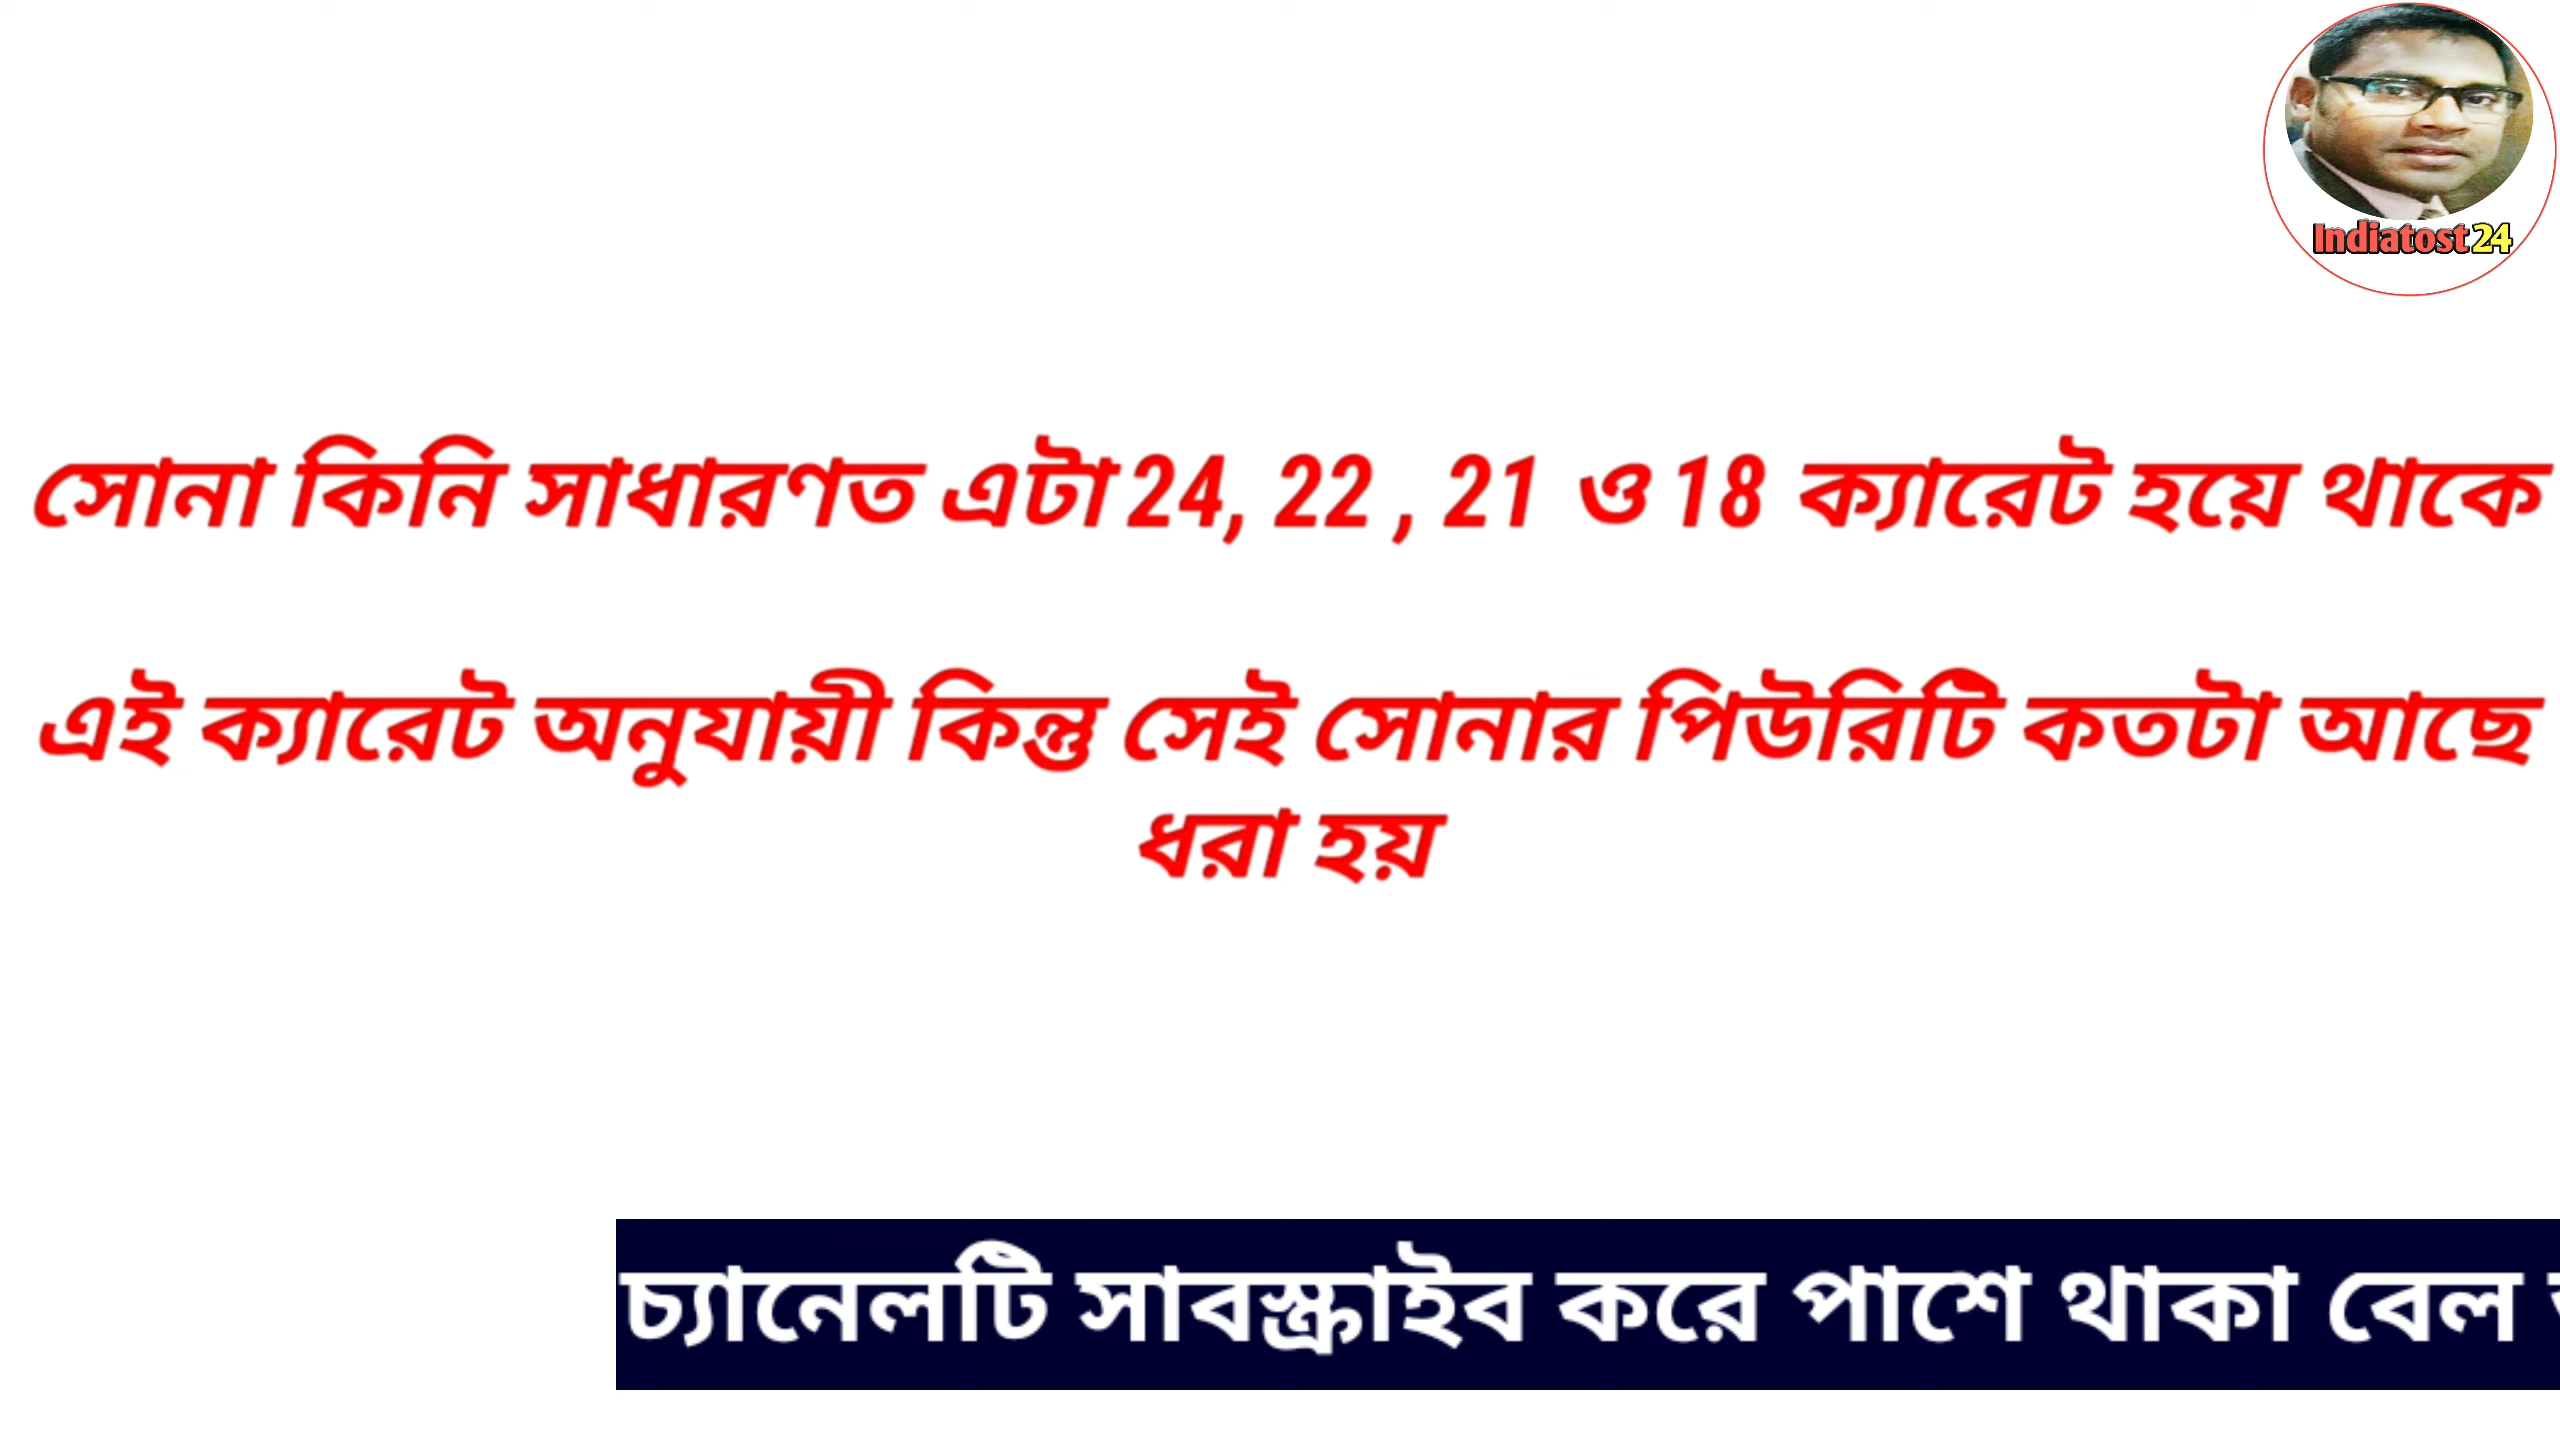 Indiatost24
সোনা কিনি সাধারণত এটা 24, 22 , 21 ও 18 ক্যারেট হয়ে থাকে
এই ক্যারেট অনুযায়ী কিন্তু সেই সোনার পিউরিটি কতটা আছে
ধরা হয়
চ্যানেলটি সাবস্ক্রাইব করে পাশে থাকা বেল